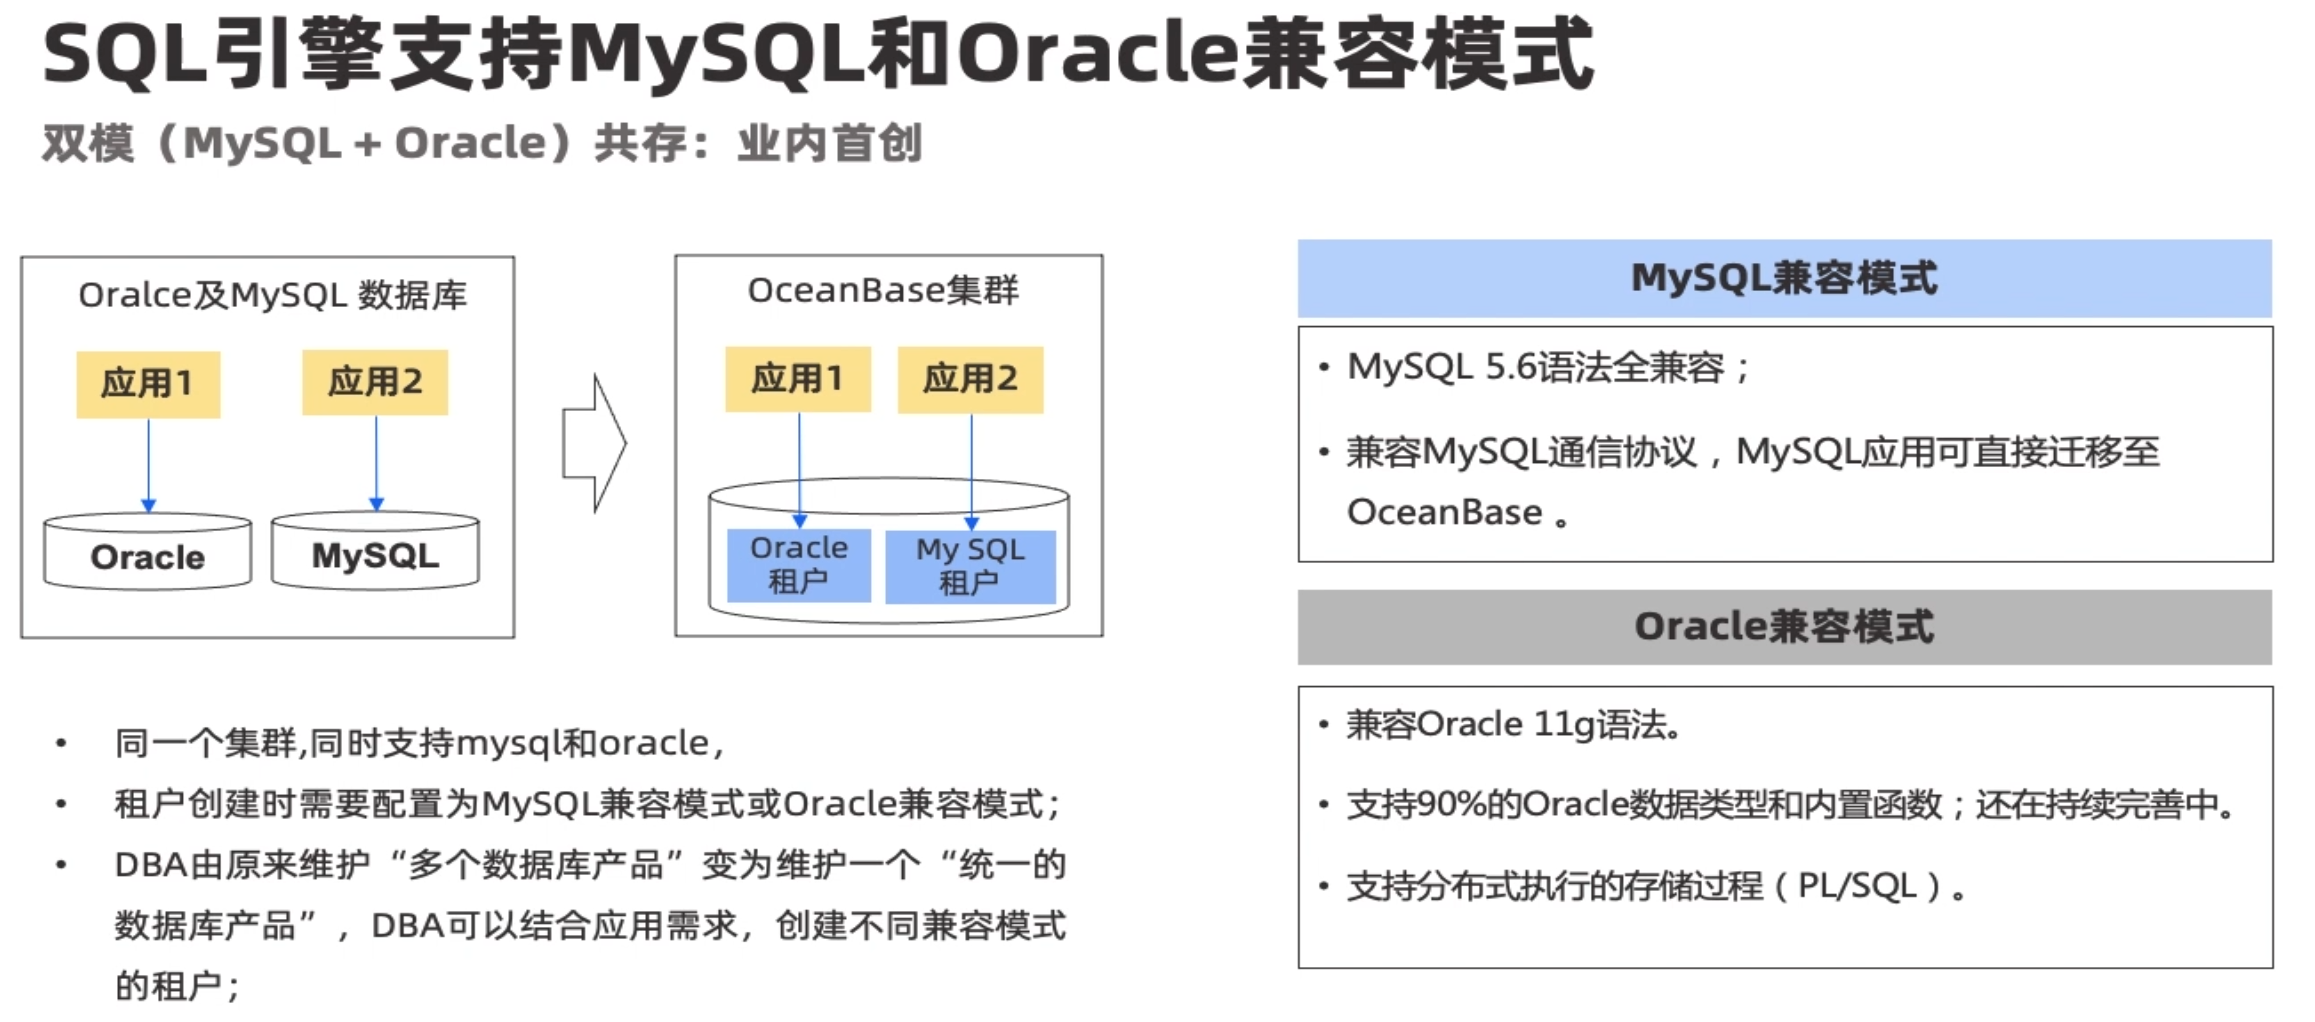 SQL引擎支持MySQL和Oracle兼容模式
双模（MySQL + Oracle）共存：业内首创
Oralce及MySQL 数据库
应用1
应用2
Oracle
MySQL
OceanBase集群
应用1
应用2
Oracle
租户
My SQL
租户
• 同一个集群,同时支持mysql和oracle，
• 租户创建时需要配置为MySQL兼容模式或Oracle兼容模式；
• DBA由原来维护“多个数据库产品”变为维护一个“统一的
数据库产品”，DBA可以结合应用需求，创建不同兼容模式
的租户；
MySQL兼容模式
• MySQL 5.6语法全兼容；
• 兼容MySQL通信协议，MySQL应用可直接迁移至
OceanBase 。
Oracle兼容模式
• 兼容Oracle 11g语法。
• 支持90%的Oracle数据类型和内置函数；还在持续完善中。
• 支持分布式执行的存储过程（PL/SQL）。